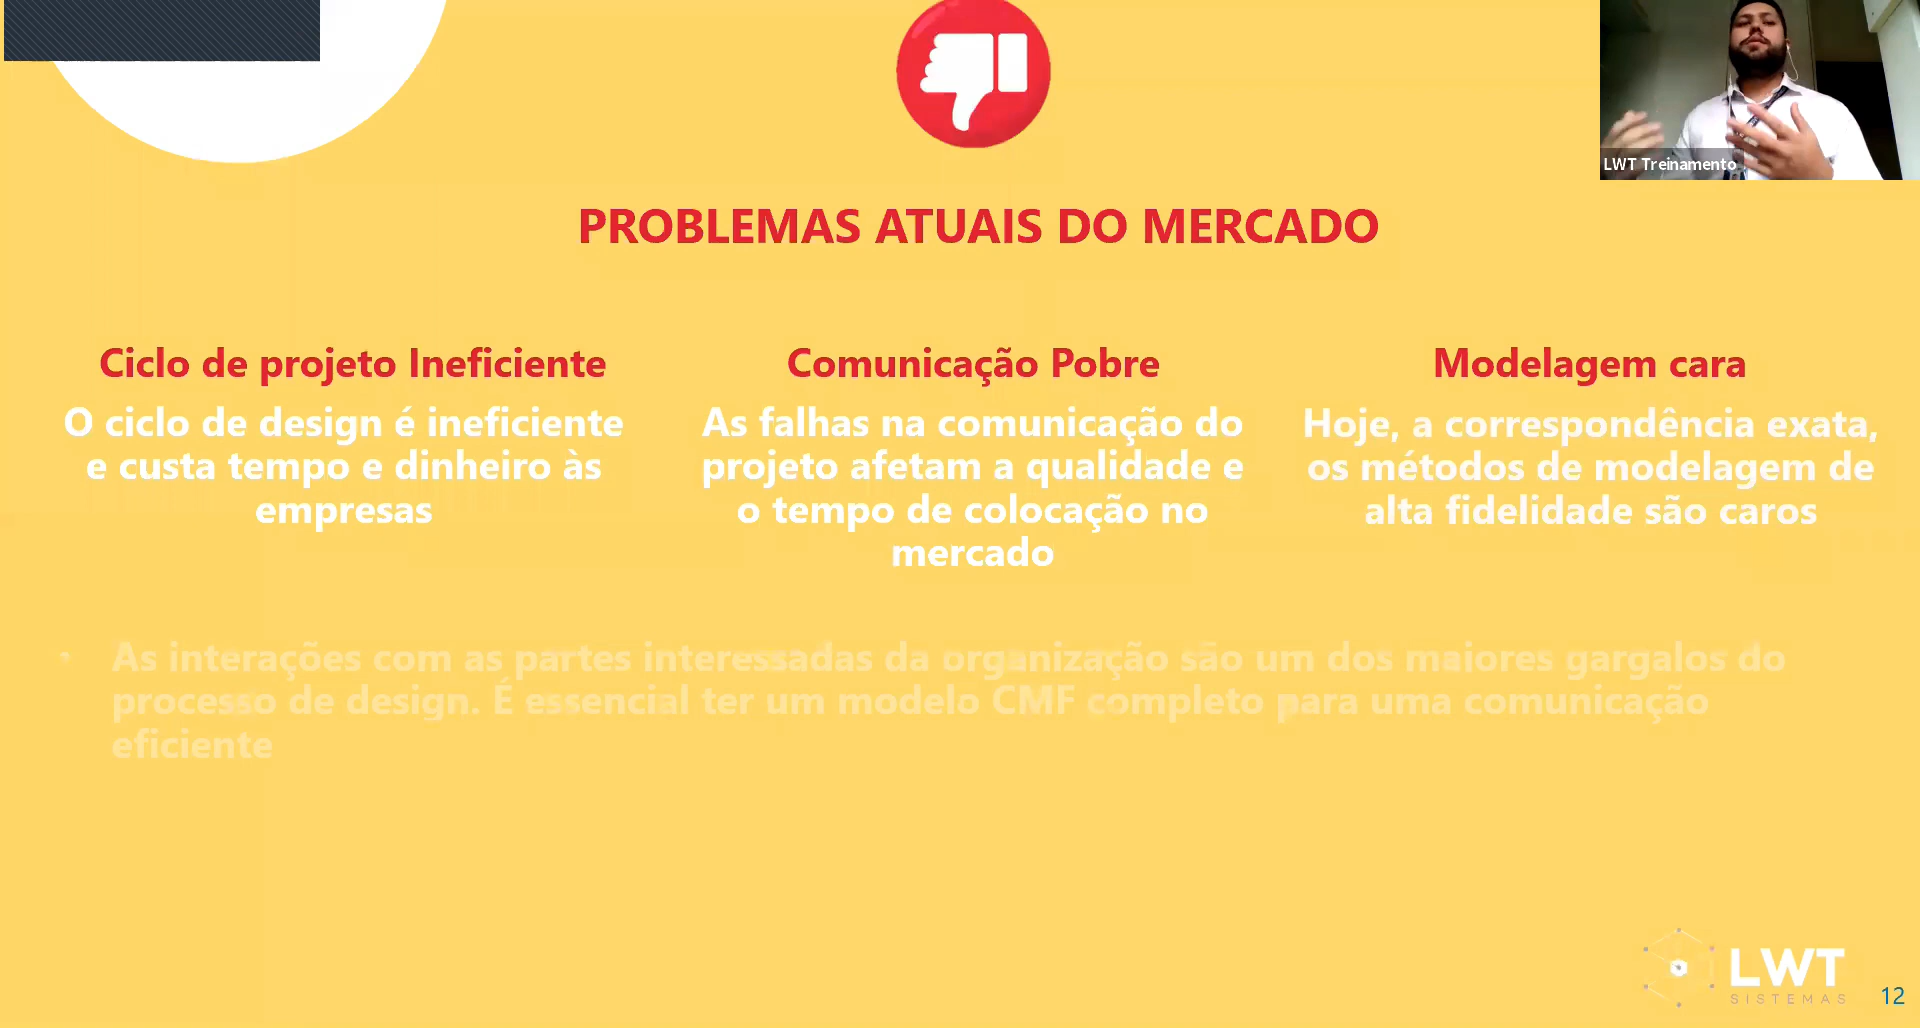 LWT Treinamento
PROBLEMAS ATUAIS DO MERCADO
Ciclo de projeto Ineficiente
O ciclo de design é ineficiente
e custa tempo e dinheiro às
empresas
Comunicação Pobre
As falhas na comunicação do
projeto afetam a qualidade e
o tempo de colocação no
mercado
Modelagem cara
Hoje, a correspondência exata,
os métodos de modelagem de
alta fidelidade são caros
• As interações com as partes interessadas da organização são um dos maiores gargalos do
processo de design. É essencial ter um modelo CMF completo para uma comunicação
eficiente
LWT
SISTEMAS
12